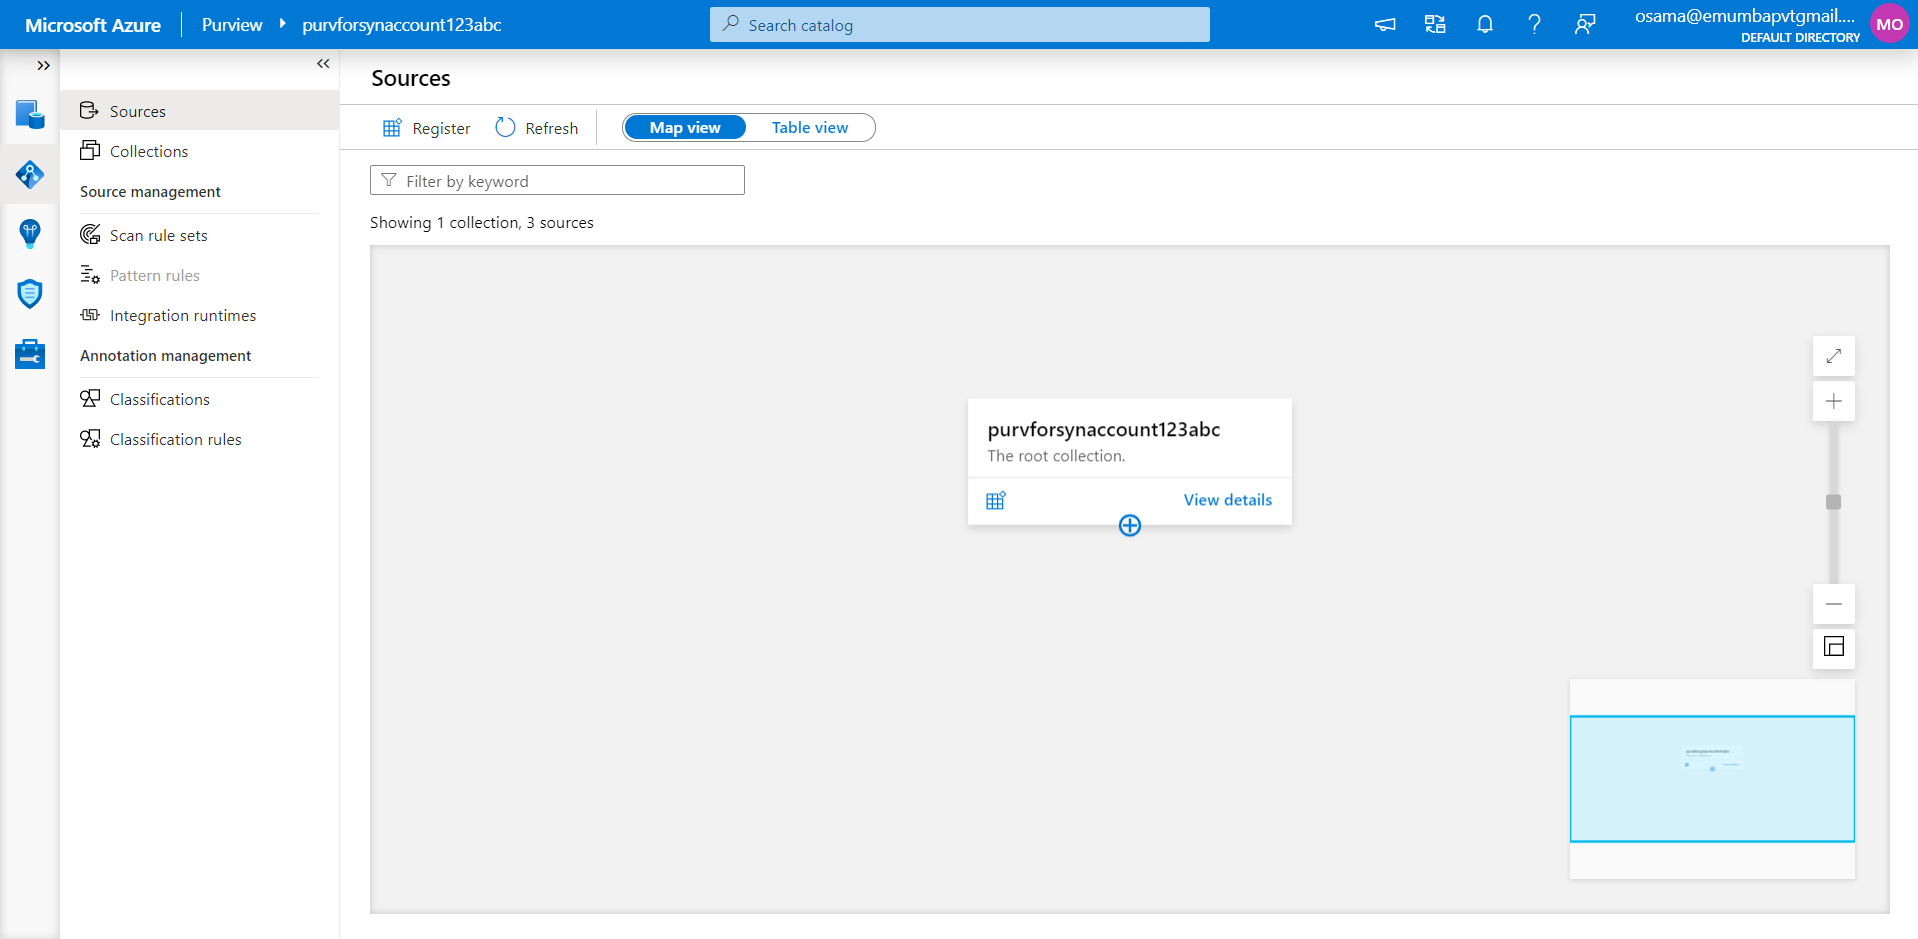 Microsoft Azure
Purview
purvforsynaccount123abc
Search catalog
osama@emumbapvtgmail....
DEFAULT DIRECTORY
MO
Sources
Collections
Source management
Scan rule sets
Pattern rules
Integration runtimes
Annotation management
Classifications
Classification rules
Sources
Register
Refresh
Map view
Table view
Filter by keyword
Showing 1 collection, 3 sources
purvforsynaccount123abc
The root collection.
View details